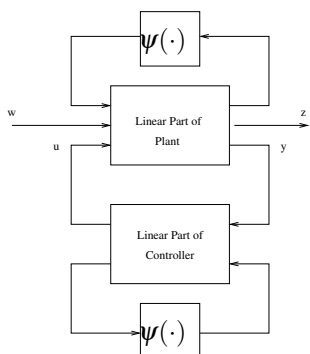 ψ(·)
w
z
Linear Part of
Plant
u
y
Linear Part of
Controller
ψ(·)